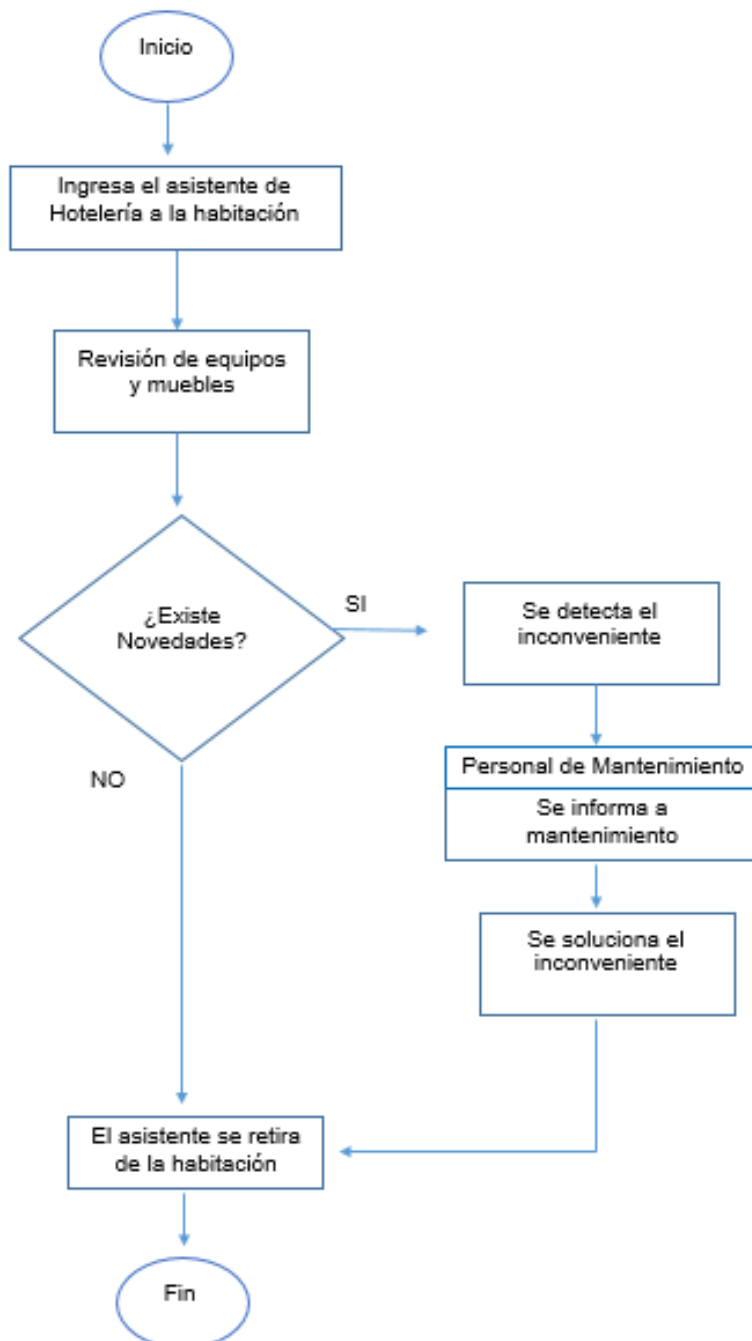 Inicio
Ingresa el asistente de
Hotelería a la habitación
Revisión de equipos
y muebles
¿Existe
Novedades?
SI
Se detecta el
inconveniente
Personal de Mantenimiento
Se informa a
mantenimiento
Se soluciona el
inconveniente
NO
El asistente se retira
de la habitación
Fin